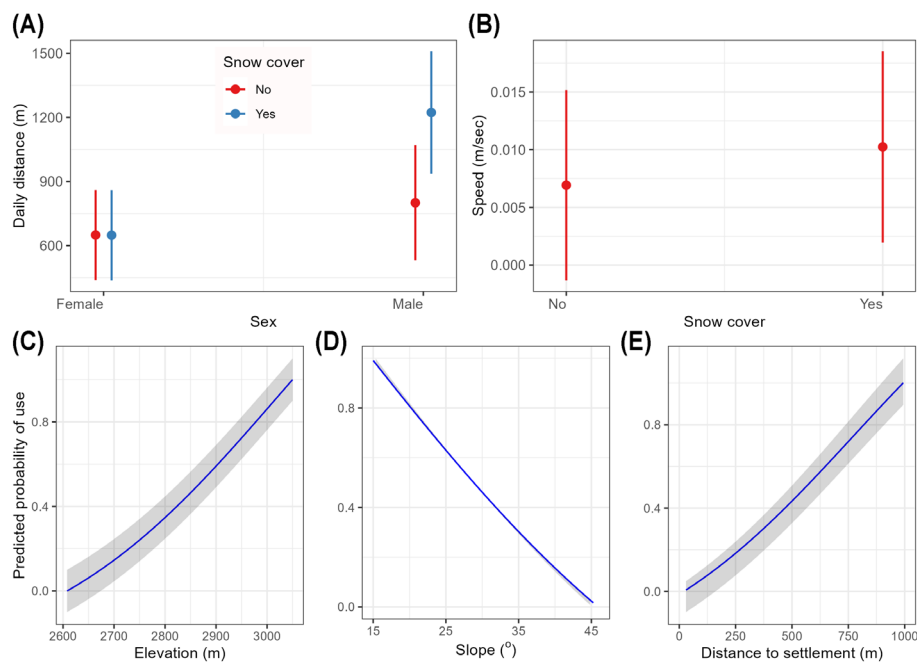 (A)
Daily distance (m)
1500
1200
900
600
Snow cover
No
Yes
Female
Male
Sex
(B)
Speed (m/sec)
0.015
0.010
0.005
0.000
No
Yes
Snow cover
(C)
Predicted probability of use
0.8
0.4
0.0
2600 2700 2800 2900 3000
Elevation (m)
(D)
0.8
0.4
0.0
15 25 35 45
Slope (°)
(E)
0.8
0.4
0.0
0 250 500 750 1000
Distance to settlement (m)